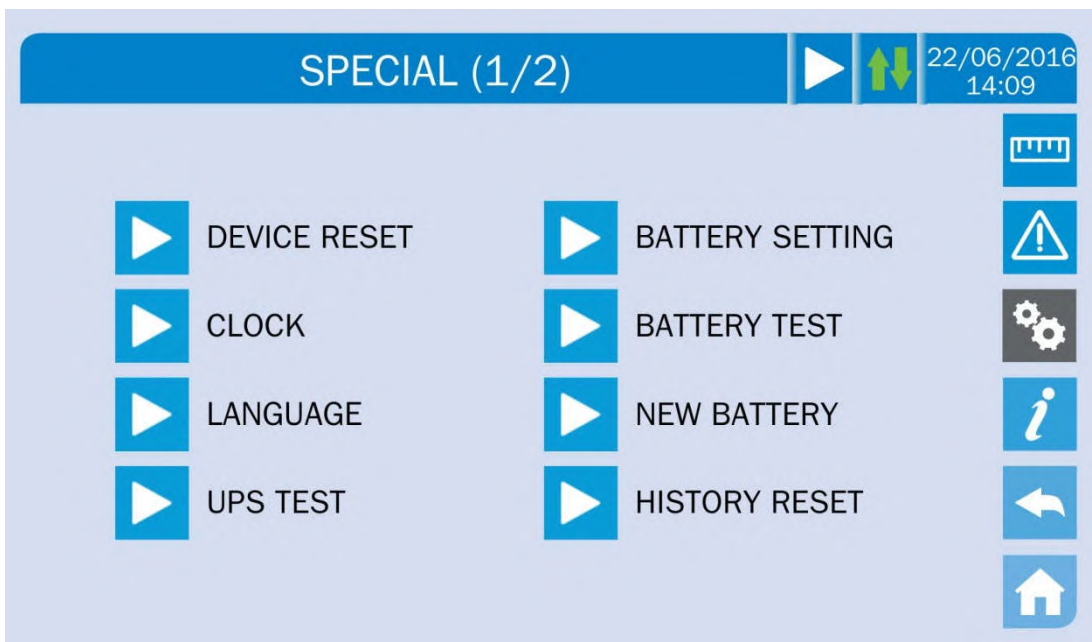 SPECIAL (1/2)
22/06/2016
14:09
DEVICE RESET
BATTERY SETTING
CLOCK
BATTERY TEST
LANGUAGE
NEW BATTERY
UPS TEST
HISTORY RESET